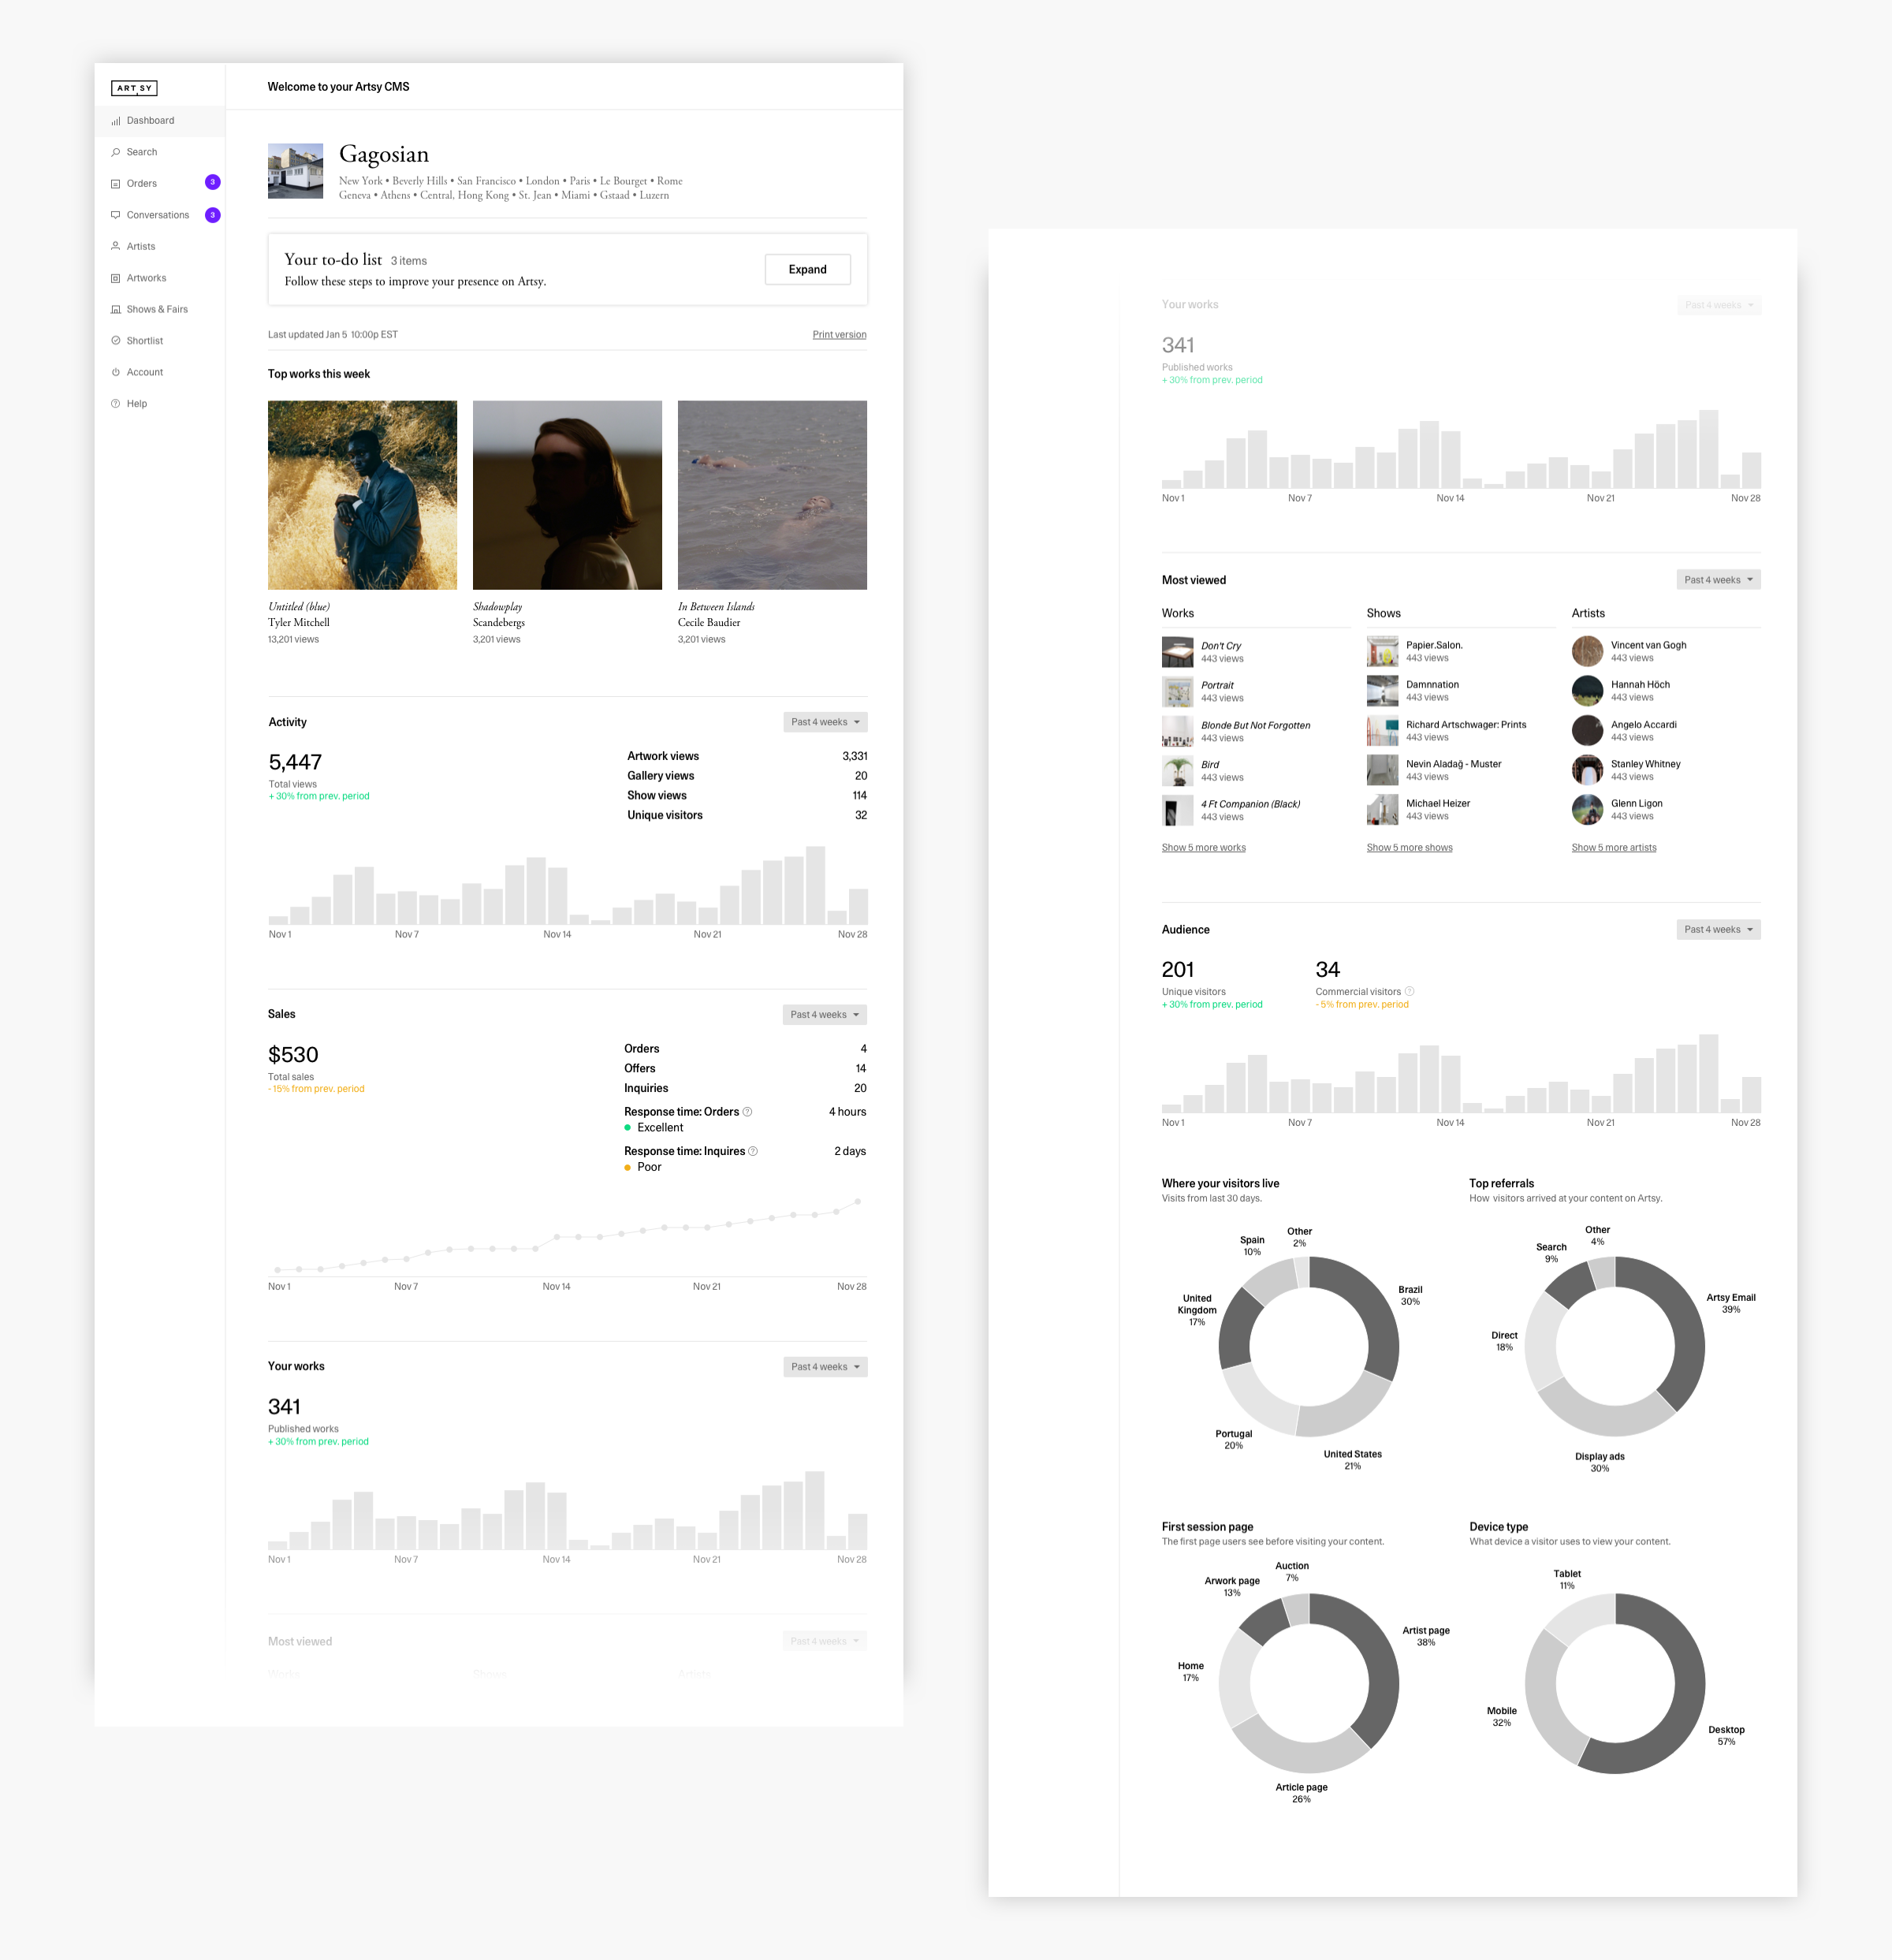 ARTSY
Dashboard
Search
Orders 3
Conversations 3
Artists
Artworks
Shows & Fairs
Shortlist
Account
Help
Welcome to your Artsy CMS
Gagosian
New York • Beverly Hills • San Francisco • London • Paris • Le Bourget • Rome
Geneva • Athens • Central, Hong Kong • St. Jean • Miami • Gstaad • Luzern
Your to-do list 3 items
Follow these steps to improve your presence on Artsy.
Expand
Last updated Jan 5 10:00p EST
Print version
Top works this week
Untitled (blue)
Tyler Mitchell
13,201 views
Shadowplay
Scandebergs
3,201 views
In Between Islands
Cecile Baudier
3,201 views
Activity
Past 4 weeks
5,447
Total views
+ 30% from prev. period
Artwork views 3,331
Gallery views 20
Show views 114
Unique visitors 32
Nov 1 Nov 7 Nov 14 Nov 21 Nov 28
Sales
Past 4 weeks
$530
Total sales
- 15% from prev. period
Orders 4
Offers 14
Inquiries 20
Response time: Orders ? 4 hours
Excellent
Response time: Inquires ? 2 days
Poor
Nov 1 Nov 7 Nov 14 Nov 21 Nov 28
Your works
Past 4 weeks
341
Published works
+ 30% from prev. period
Nov 1 Nov 7 Nov 14 Nov 21 Nov 28
Most viewed
Past 4 weeks
Works Shows Artists
Your works
Past 4 weeks
341
Published works
+ 30% from prev. period
Nov 1 Nov 7 Nov 14 Nov 21 Nov 28
Most viewed
Past 4 weeks
Works
Don't Cry
443 views
Portrait
443 views
Blonde But Not Forgotten
443 views
Bird
443 views
4 Ft Companion (Black)
443 views
Show 5 more works
Shows
Papier.Salon.
443 views
Damnnation
443 views
Richard Artschwager: Prints
443 views
Nevin Aladağ - Muster
443 views
Michael Heizer
443 views
Show 5 more shows
Artists
Vincent van Gogh
443 views
Hannah Höch
443 views
Angelo Accardi
443 views
Stanley Whitney
443 views
Glenn Ligon
443 views
Show 5 more artists
Audience
Past 4 weeks
201
Unique visitors
+ 30% from prev. period
34
Commercial visitors ?
- 5% from prev. period
Nov 1 Nov 7 Nov 14 Nov 21 Nov 28
Where your visitors live
Visits from last 30 days.
Other
2%
Spain
10%
Brazil
30%
United
Kingdom
17%
Portugal
20%
United States
21%
Top referrals
How visitors arrived at your content on Artsy.
Other
4%
Search
9%
Artsy Email
39%
Direct
18%
Display ads
30%
First session page
The first page users see before visiting your content.
Auction
7%
Arwork page
13%
Artist page
38%
Home
17%
Article page
26%
Device type
What device a visitor uses to view your content.
Tablet
11%
Mobile
32%
Desktop
57%